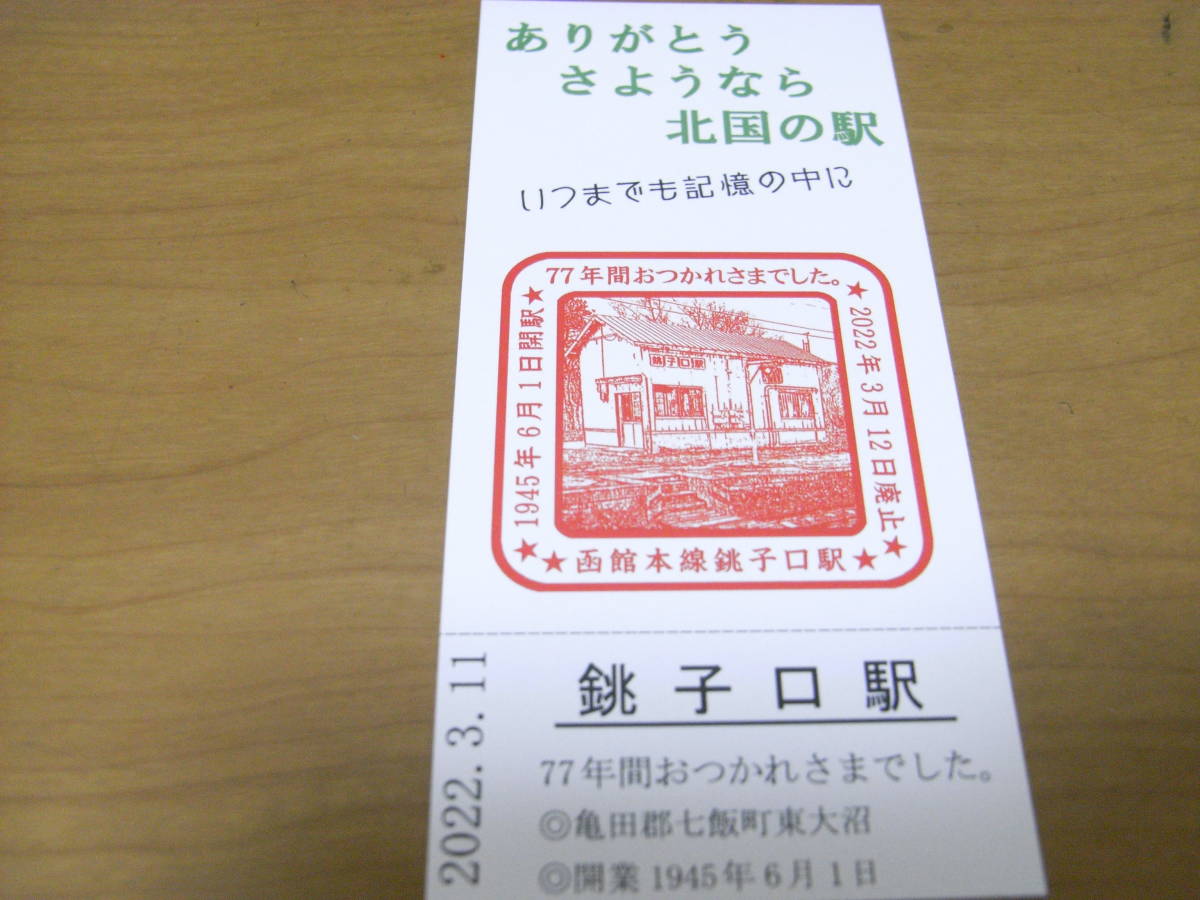 ありがとう
さようなら
北国の駅
いつまでも記憶の中に
77年間おつかれさまでした。
★1945年6月1日開駅★
★2022年3月12日廃止★
銚子口駅
★函館本線銚子口駅★
2022.3.11
銚子口駅
77年間おつかれさまでした。
◎亀田郡七飯町東大沼
◎開業1945年6月1日